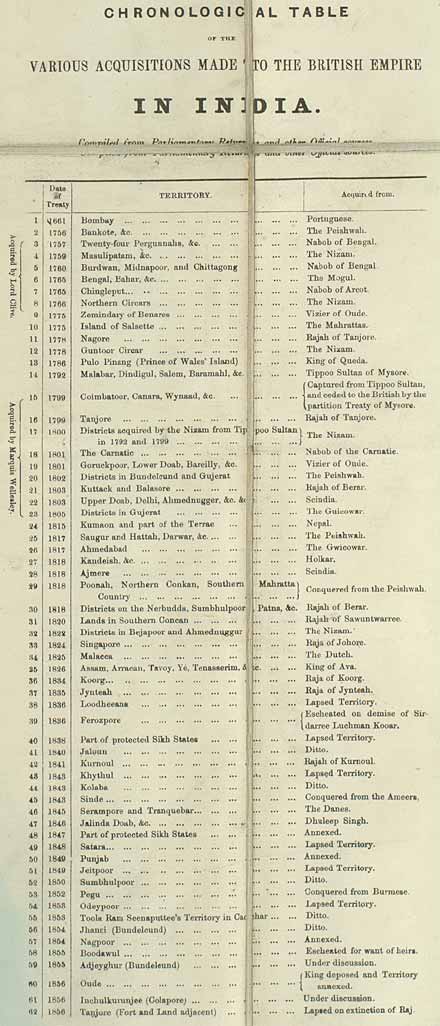 CHRONOLOGICAL TABLE
OF THE
VARIOUS ACQUISITIONS MADE TO THE BRITISH EMPIRE
IN INDIA.
Compiled from Parliamentary Returns and other Official sources.
Date of Treaty TERRITORY. Acquired from.
Acquired by Lord Clive.
Acquired by Marquis Wellesley.
1 1661 Bombay ... Portuguese.
2 1756 Bankote, &c. ... The Peishwah.
3 1757 Twenty-four Pergunnahs, &c. ... Nabob of Bengal.
4 1759 Masulipatam, &c. ... The Nizam.
5 1760 Burdwan, Midnapoor, and Chittagong ... Nabob of Bengal
6 1765 Bengal, Bahar, &c. ... The Mogul.
7 1765 Chingleput... ... Nabob of Arcot.
8 1766 Northern Circars ... The Nizam.
9 1775 Zemindary of Benares ... Vizier of Oude.
10 1775 Island of Salsette ... The Mahrattas.
11 1778 Nagore ... Rajah of Tanjore.
12 1778 Guntoor Circar ... The Nizam.
13 1786 Pulo Pinang (Prince of Wales' Island) ... King of Queda.
14 1792 Malabar, Dindigul, Salem, Baramahl, &c. ... Tippoo Sultan of Mysore.
15 1799 Coimbatoor, Canara, Wynaad, &c. ... Captured from Tippoo Sultan,
and ceded to the British by the
partition Treaty of Mysore.
16 1799 Tanjore ... Rajah of Tanjore.
17 1800 Districts acquired by the Nizam from Tippoo Sultan
in 1792 and 1799 ... The Nizam.
18 1801 The Carnatic ... Nabob of the Carnatic.
19 1801 Goruckpoor, Lower Doab, Bareilly, &c. ... Vizier of Oude.
20 1802 Districts in Bundelcund and Gujerat ... The Peishwah.
21 1803 Kuttack and Balasore ... Rajah of Berar.
22 1803 Upper Doab, Delhi, Ahmednugger, &c. &c. ... Scindia.
23 1805 Districts in Gujerat ... The Guicowar.
24 1815 Kumaon and part of the Terrae ... Nepal.
25 1817 Saugur and Huttah, Darwar, &c. ... The Peishwah.
26 1817 Ahmedabad ... The Gwicowar.
27 1818 Kandeish, &c. ... Holkar.
28 1818 Ajmere ... Scindia.
29 1818 Poonah, Northern Conkan, Southern Mahratta
Country ... Conquered from the Peishwah.
30 1818 Districts on the Nerbudda, Sumbhulpoor, Patna, &c. Rajah of Berar.
31 1820 Lands in Southern Concan ... Rajah of Sawuntwarree.
32 1822 Districts in Bejapoor and Ahmednuggur ... The Nizam.
33 1824 Singapore ... Raja of Johore.
34 1825 Malacca ... The Dutch.
25 1826 Assam, Arracan, Tavoy, Yé, Tenasserim, &c. ... King of Ava.
36 1834 Koorg... ... Raja of Koorg.
37 1835 Jynteah ... Raja of Jynteah.
38 1836 Loodheeana ... Lapsed Territory.
39 1836 Ferozpore ... Escheated on demise of Sir-
darree Luchman Kooar.
40 1838 Part of protected Sikh States ... Lapsed Territory.
41 1840 Jaloun ... Ditto.
42 1841 Kurnoul ... Rajah of Kurnoul.
43 1843 Khythul ... Lapsed Territory.
44 1843 Kolaba ... Ditto.
45 1843 Sinde ... Conquered from the Ameers,
46 1845 Serampore and Tranquebar... ... The Danes.
47 1846 Jalinda Doab, &c. ... Dhuleep Singh.
48 1847 Part of protected Sikh States ... Annexed.
49 1848 Satara... ... Lapsed Territory.
50 1849 Punjab ... Annexed.
51 1849 Jeitpoor ... Lapsed Territory.
52 1850 Sumbhulpoor ... Ditto.
53 1852 Pegu ... Conquered from Burmese.
54 1853 Odeypoor ... Lapsed Territory.
55 1853 Toola Ram Seenaputtee's Territory in Cachar ... Ditto.
56 1854 Jhanci (Bundelcund) ... Ditto.
57 1854 Nagpoor ... Annexed.
58 1855 Boodawul ... Escheated for want of heirs.
59 1855 Adjeyghur (Bundelcund) ... Under discussion.
60 1856 Oude ... King deposed and Territory
annexed.
61 1856 Inchulkurunjee (Colapore) ... Under discussion.
62 1856 Tanjore (Fort and Land adjacent) ... Lapsed on extinction of Raj.